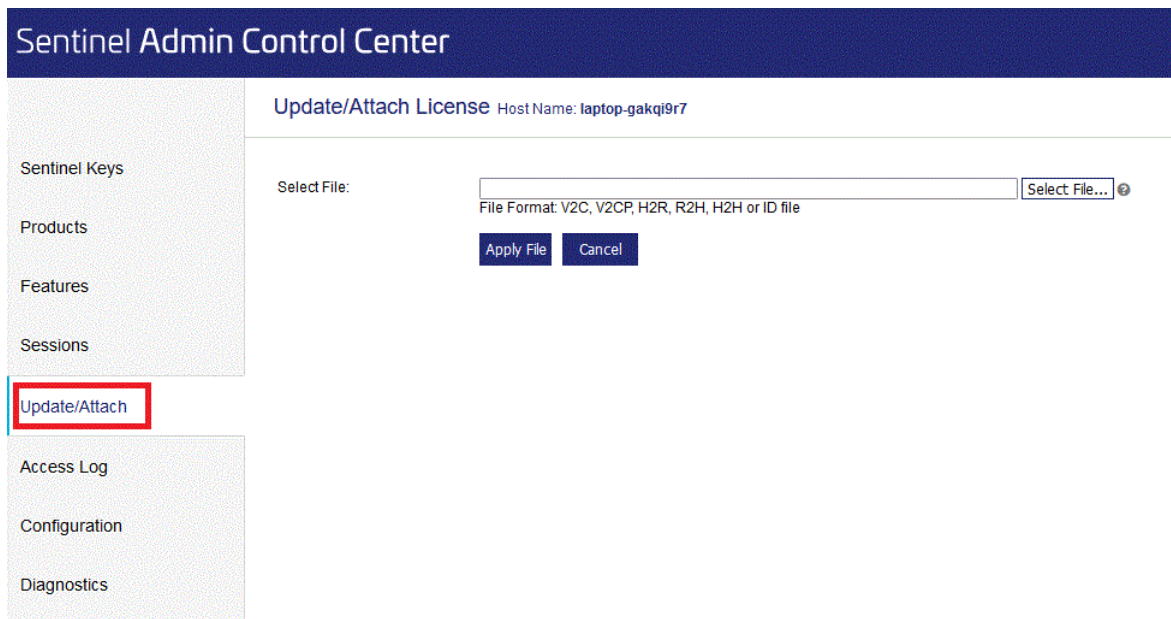 Sentinel Admin Control Center
Update/Attach License Host Name: laptop-gakqi9r7
Sentinel Keys
Products
Features
Sessions
Update/Attach
Access Log
Configuration
Diagnostics
Select File:
Select File...
File Format: V2C, V2CP, H2R, R2H, H2H or ID file
Apply File Cancel